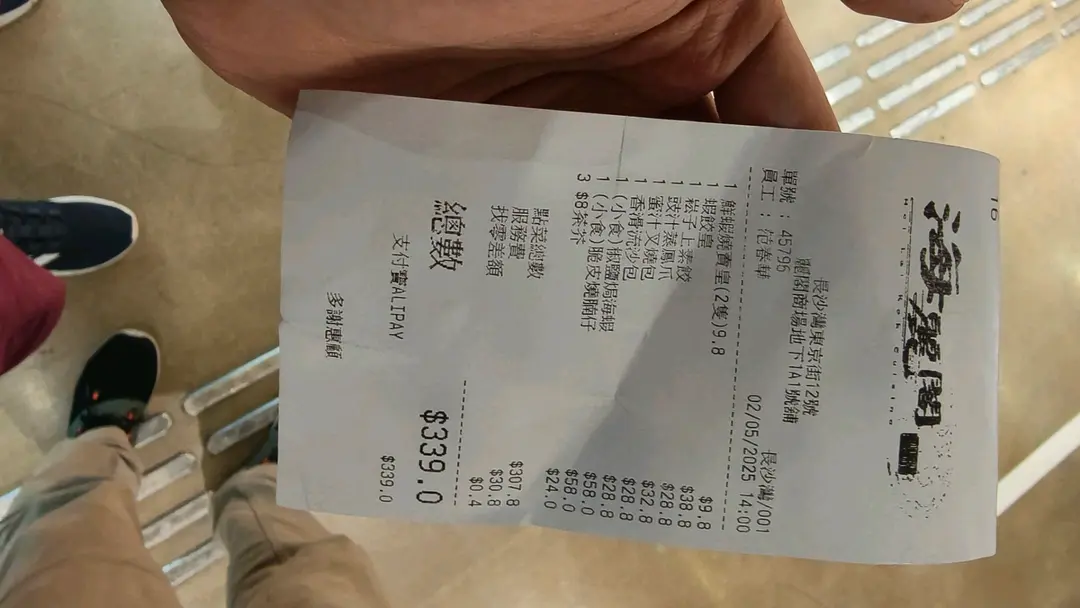 16
長沙灣東京街12號
麗閣商場地下1A1號舖
單號 : 45796 長沙灣/001
員工 : 范春華 02/05/2025 14:00
1 鮮蝦燒賣皇(2隻)9.8 $9.8
1 蝦餃皇 $38.8
1 松子上素餃 $28.8
1 豉汁蒸鳳爪 $32.8
1 蜜汁叉燒包 $28.8
1 香滑流沙包 $28.8
1 (小食)椒鹽焗海蝦 $58.0
1 (小食)脆皮燒腩仔 $58.0
3 $8茶芥 $24.0
點菜總數 $307.8
服務費 $30.8
找零差額 $0.4
總數 $339.0
支付寶ALIPAY $339.0
多謝惠顧